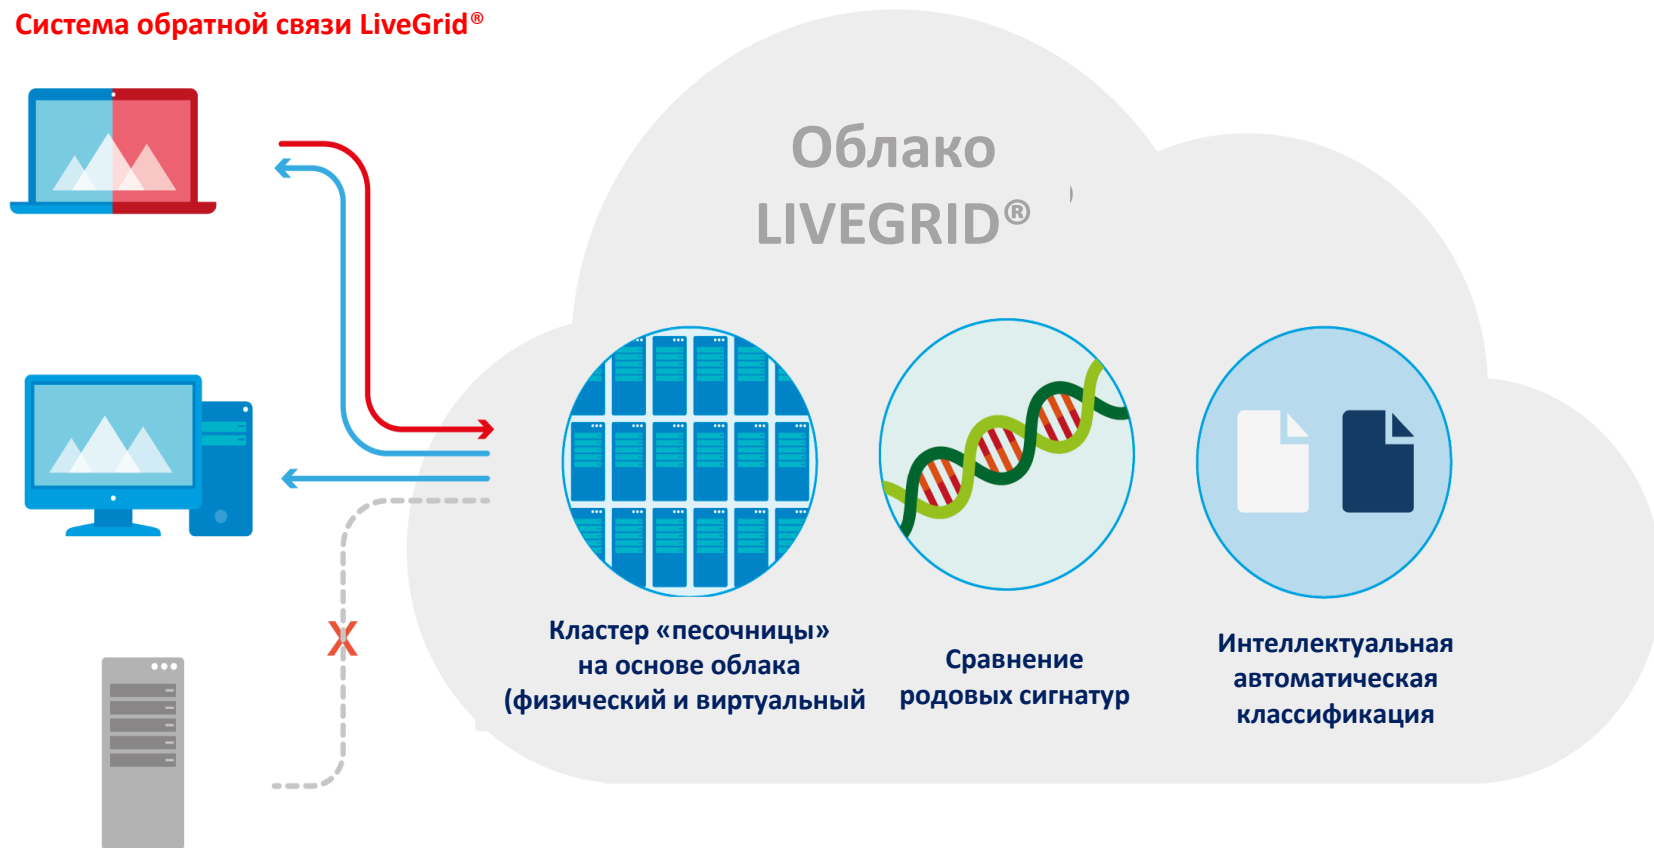 Система обратной связи LiveGrid®
Облако
LIVEGRID®
Кластер «песочницы»
на основе облака
(физический и виртуальный
Сравнение
родовых сигнатур
Интеллектуальная
автоматическая
классификация
X